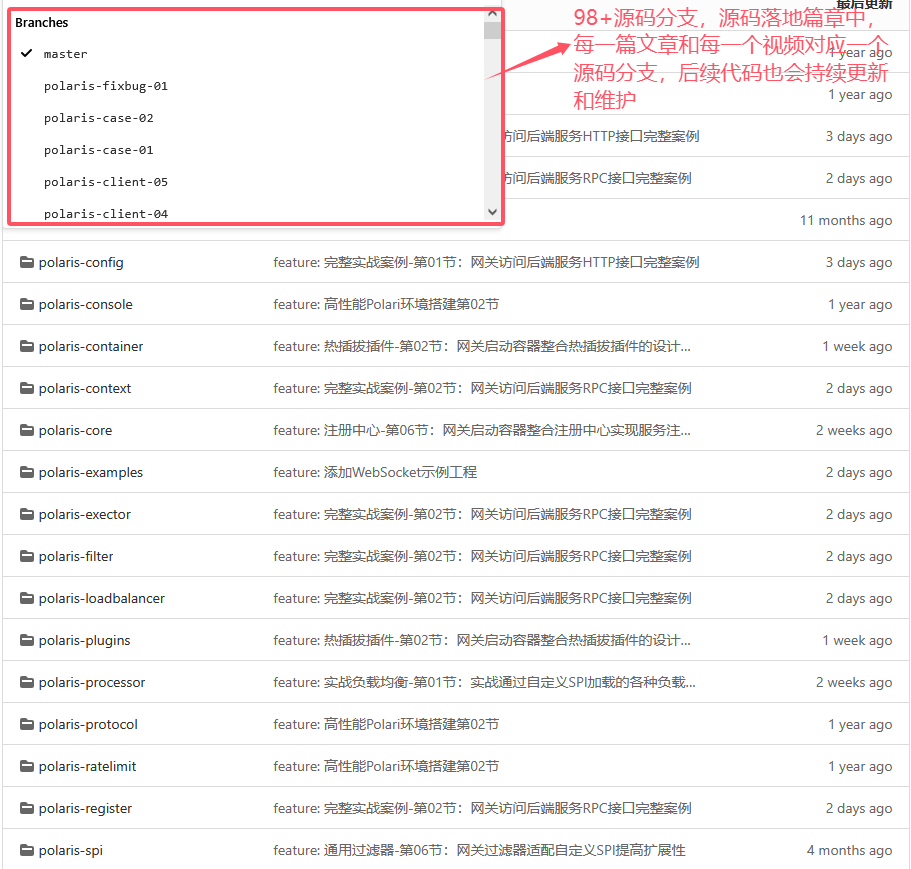 最后更新
Branches
master
polaris-fixbug-01
polaris-case-02
polaris-case-01
polaris-client-05
polaris-client-04
98+源码分支，源码落地篇章中，
每一篇文章和每一个视频对应一个
源码分支，后续代码也会持续更新
和维护
1 year ago
1 year ago
访问后端服务HTTP接口完整案例 3 days ago
访问后端服务RPC接口完整案例 2 days ago
11 months ago
polaris-config feature: 完整实战案例-第01节：网关访问后端服务HTTP接口完整案例 3 days ago
polaris-console feature: 高性能Polari环境搭建第02节 1 year ago
polaris-container feature: 热插拔插件-第02节：网关启动容器整合热插拔插件的设计... 1 week ago
polaris-context feature: 完整实战案例-第02节：网关访问后端服务RPC接口完整案例 2 days ago
polaris-core feature: 注册中心-第06节：网关启动容器整合注册中心实现服务注... 2 weeks ago
polaris-examples feature: 添加WebSocket示例工程 2 days ago
polaris-exector feature: 完整实战案例-第02节：网关访问后端服务RPC接口完整案例 2 days ago
polaris-filter feature: 完整实战案例-第02节：网关访问后端服务RPC接口完整案例 2 days ago
polaris-loadbalancer feature: 完整实战案例-第02节：网关访问后端服务RPC接口完整案例 2 days ago
polaris-plugins feature: 热插拔插件-第02节：网关启动容器整合热插拔插件的设计... 1 week ago
polaris-processor feature: 实战负载均衡-第01节：实战通过自定义SPI加载的各种负载... 2 weeks ago
polaris-protocol feature: 高性能Polari环境搭建第02节 1 year ago
polaris-ratelimit feature: 高性能Polari环境搭建第02节 1 year ago
polaris-register feature: 完整实战案例-第02节：网关访问后端服务RPC接口完整案例 2 days ago
polaris-spi feature: 通用过滤器-第06节：网关过滤器适配自定义SPI提高扩展性 4 months ago